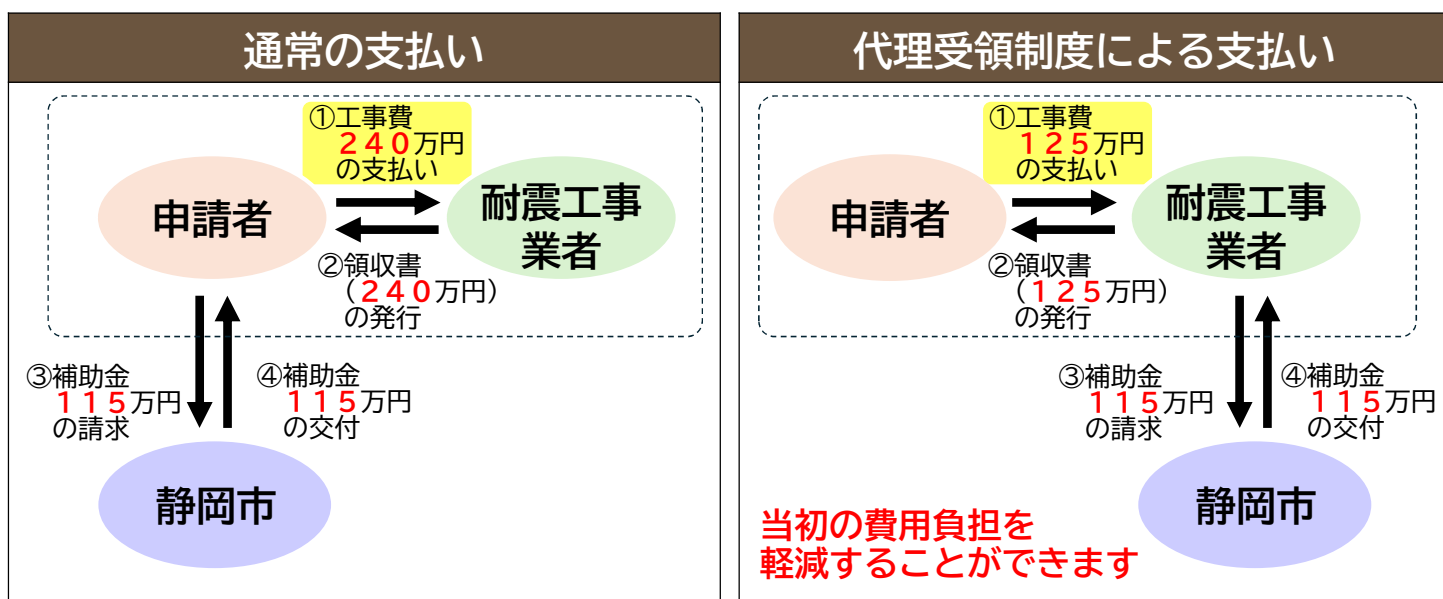 通常の支払い
①工事費
２４０万円
の支払い
申請者
耐震工事
業者
②領収書
（２４０万円）
の発行
③補助金
１１５万円
の請求
④補助金
１１５万円
の交付
静岡市
代理受領制度による支払い
①工事費
１２５万円
の支払い
申請者
耐震工事
業者
②領収書
（１２５万円）
の発行
③補助金
１１５万円
の請求
④補助金
１１５万円
の交付
静岡市
当初の費用負担を
軽減することができます